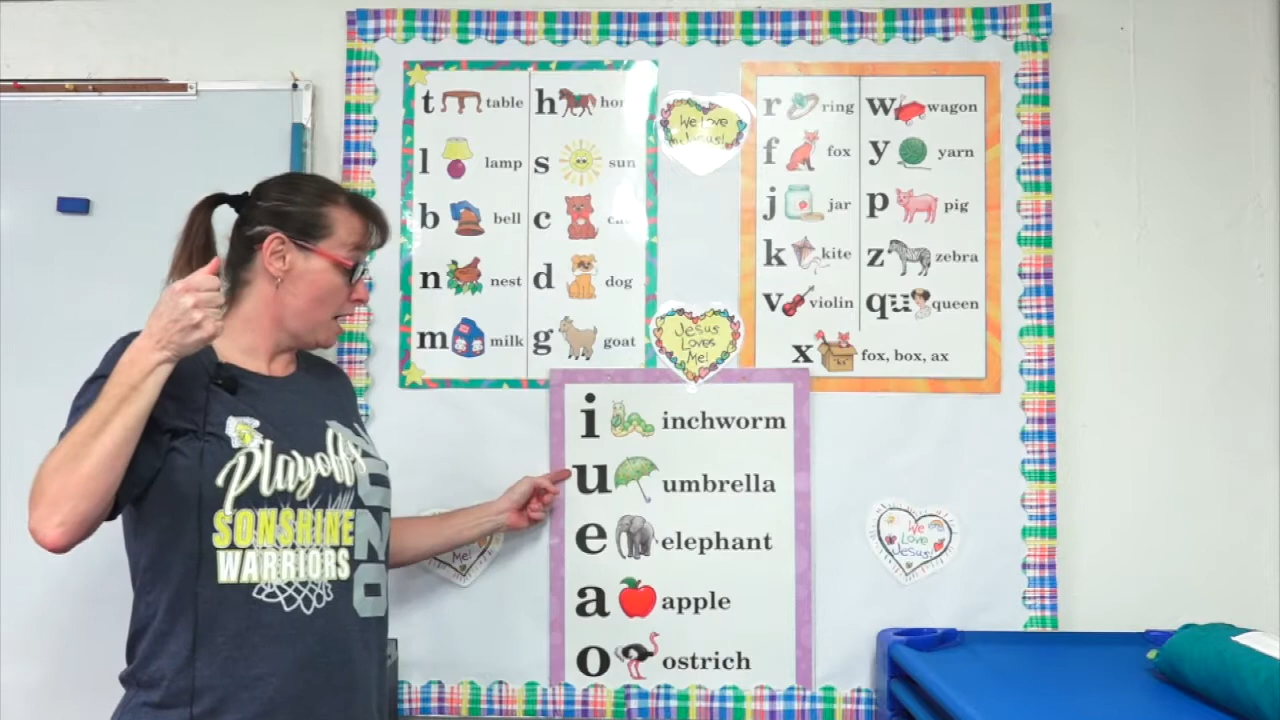 t table
h
l lamp
s sun
b bell
c
n nest
d dog
m milk
g goat
We love
Jesus!
Jesus
Loves
Me!
r ring
w wagon
f fox
y yarn
j jar
p pig
k kite
z zebra
v violin
qu queen
x fox, box, ax
i inchworm
u umbrella
e elephant
a apple
o ostrich
Me!
We
Love
Jesus!
Playoffs
SONSHINE
WARRIORS